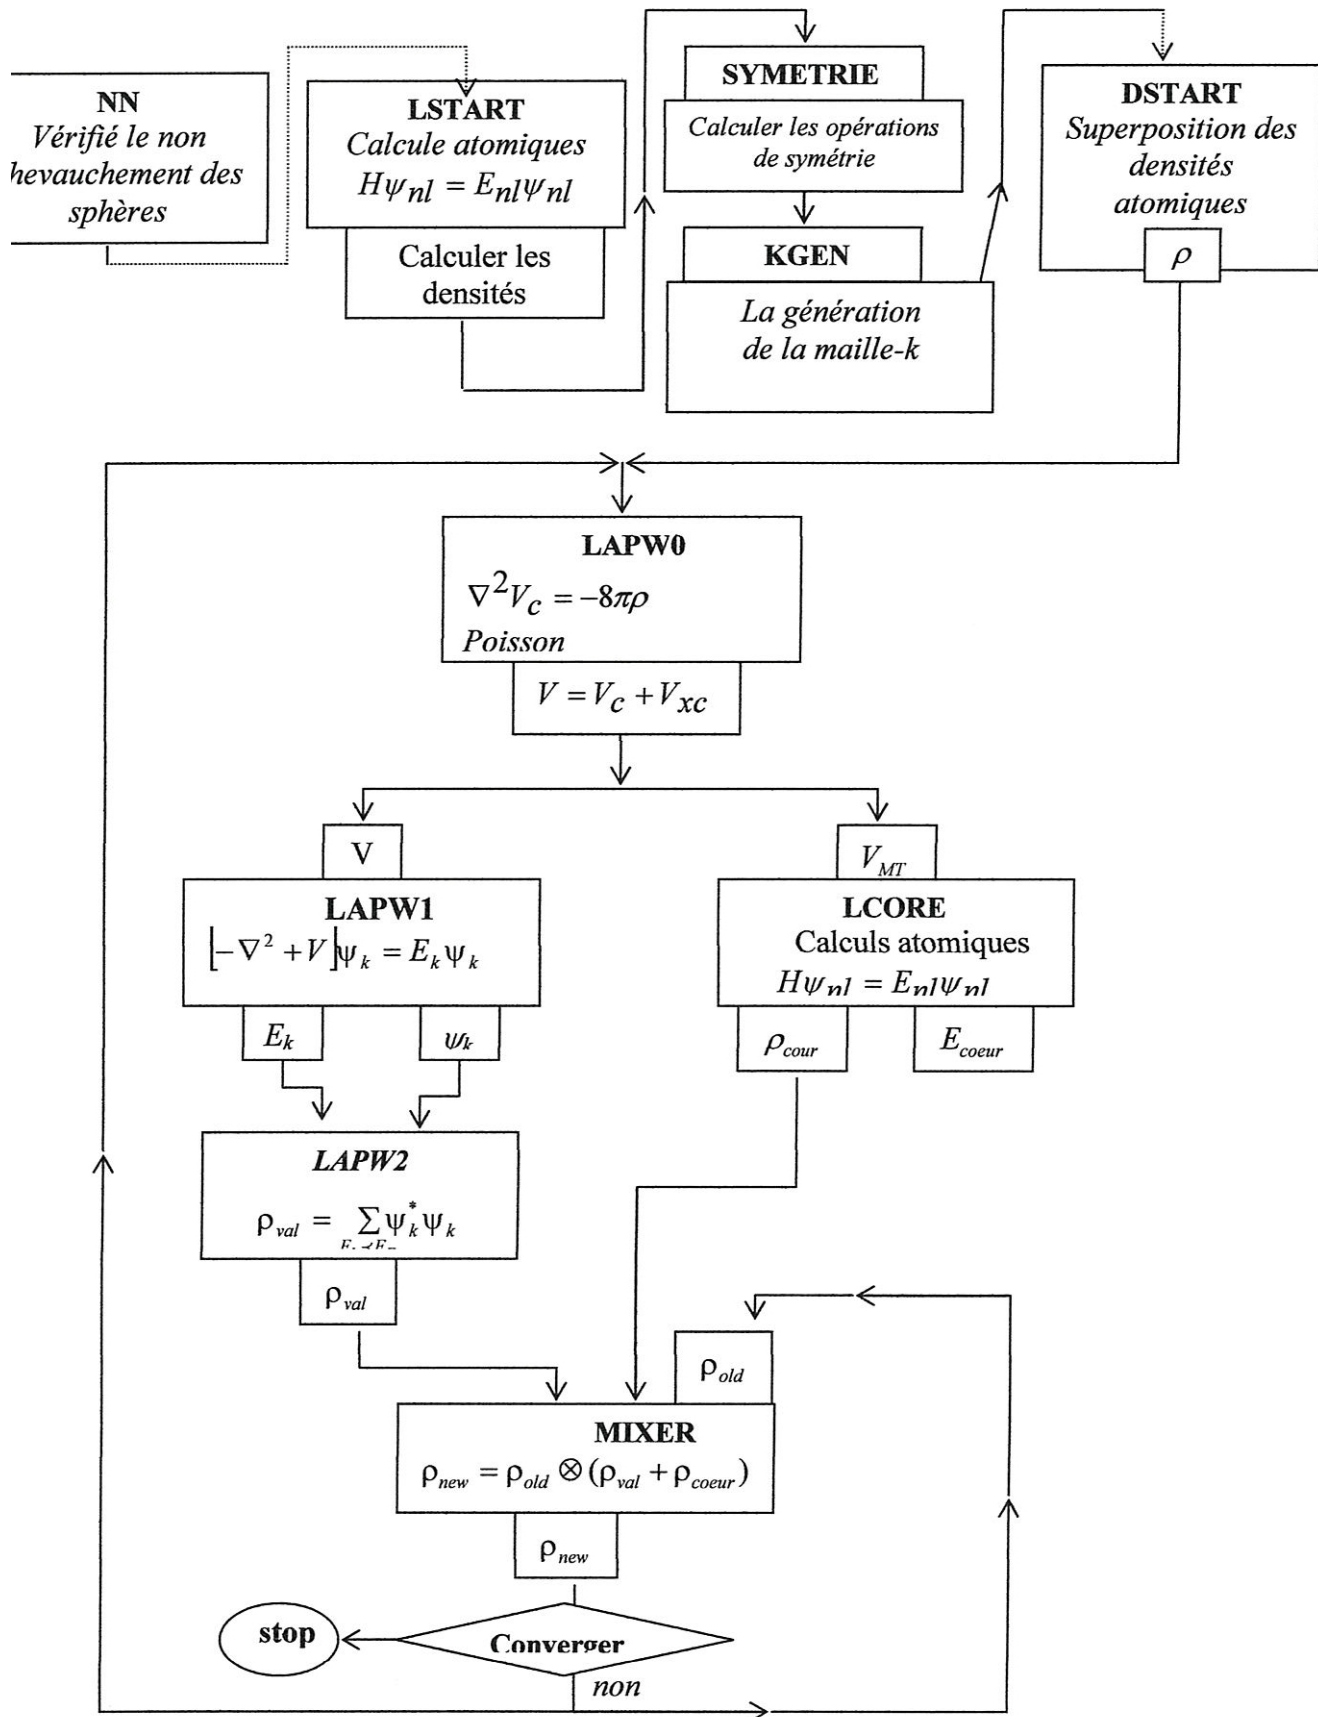 NN
Vérifié le non
hevauchement des
sphères
LSTART
Calcule atomiques
Hψnl = Enlψnl
Calculer les
densités
SYMETRIE
Calculer les opérations
de symétrie
KGEN
La génération
de la maille-k
DSTART
Superposition des
densités
atomiques
ρ
LAPW0
∇²Vc = −8πρ
Poisson
V = Vc + Vxc
V
LAPW1
[−∇² + V]ψk = Ekψk
Ek
ψk
VMT
LCORE
Calculs atomiques
Hψnl = Enlψnl
ρcour
Ecoeur
LAPW2
ρval = ∑ψk*ψk
ρval
ρold
MIXER
ρnew = ρold ⊗ (ρval + ρcoeur)
ρnew
stop
Converger
non